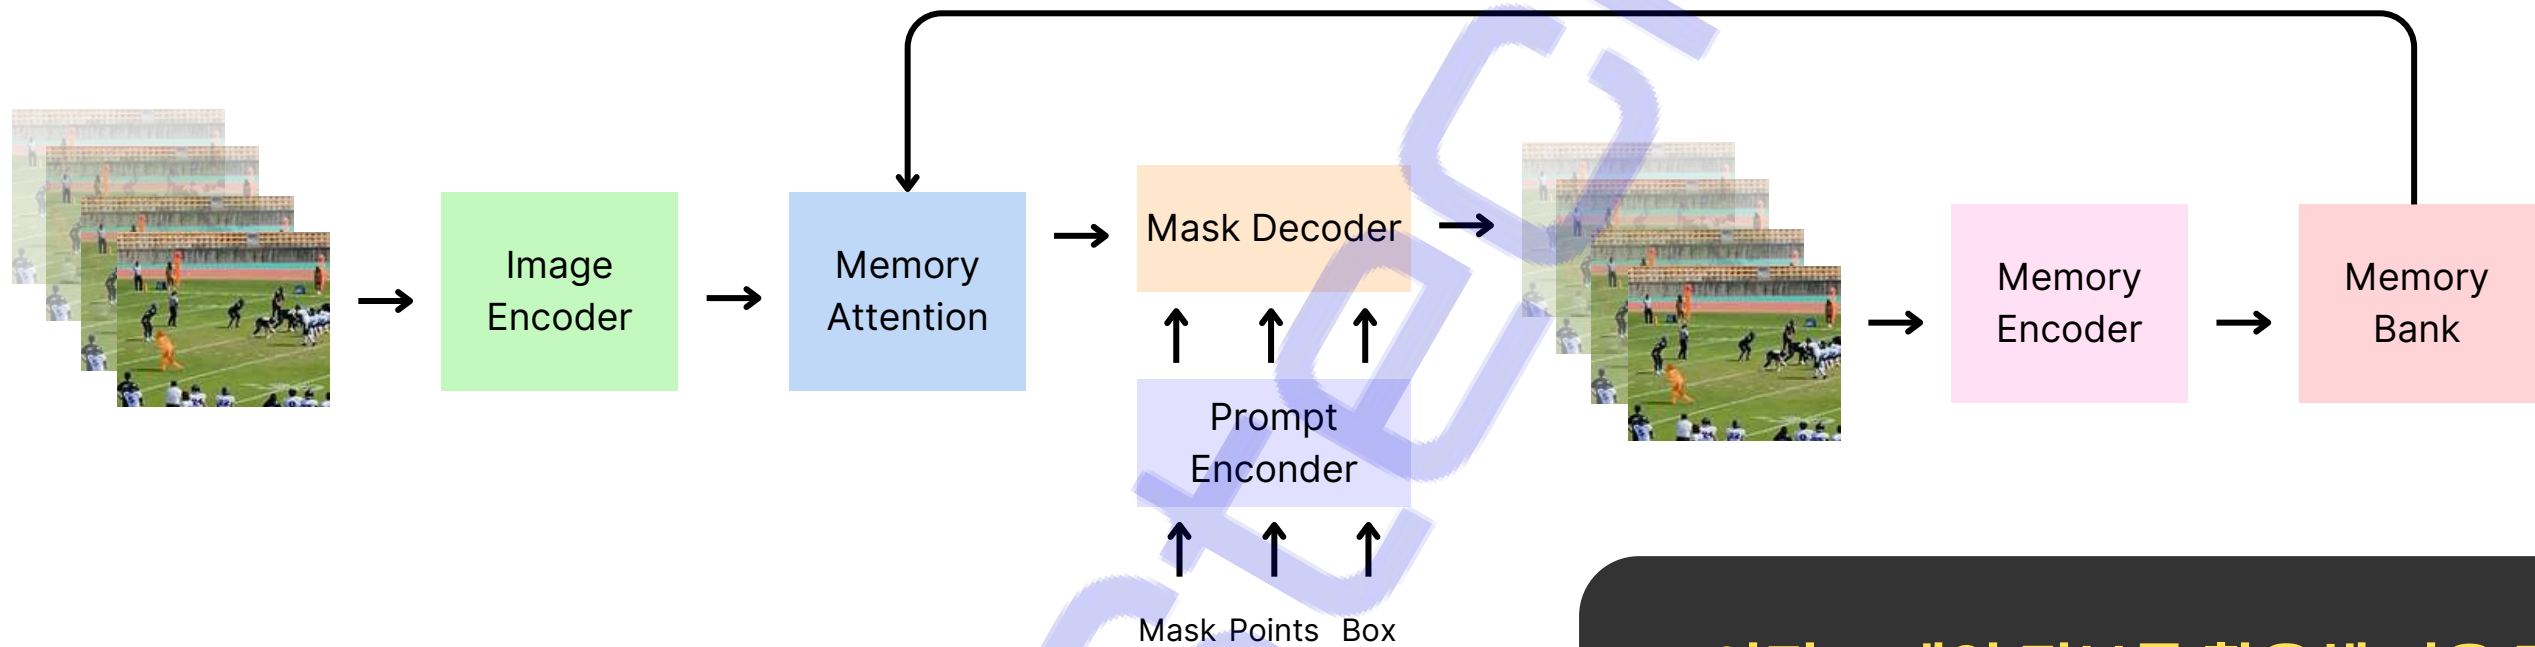 Image
Encoder
Memory
Attention
Mask Decoder
Prompt
Enconder
Mask Points Box
Memory
Encoder
Memory
Bank